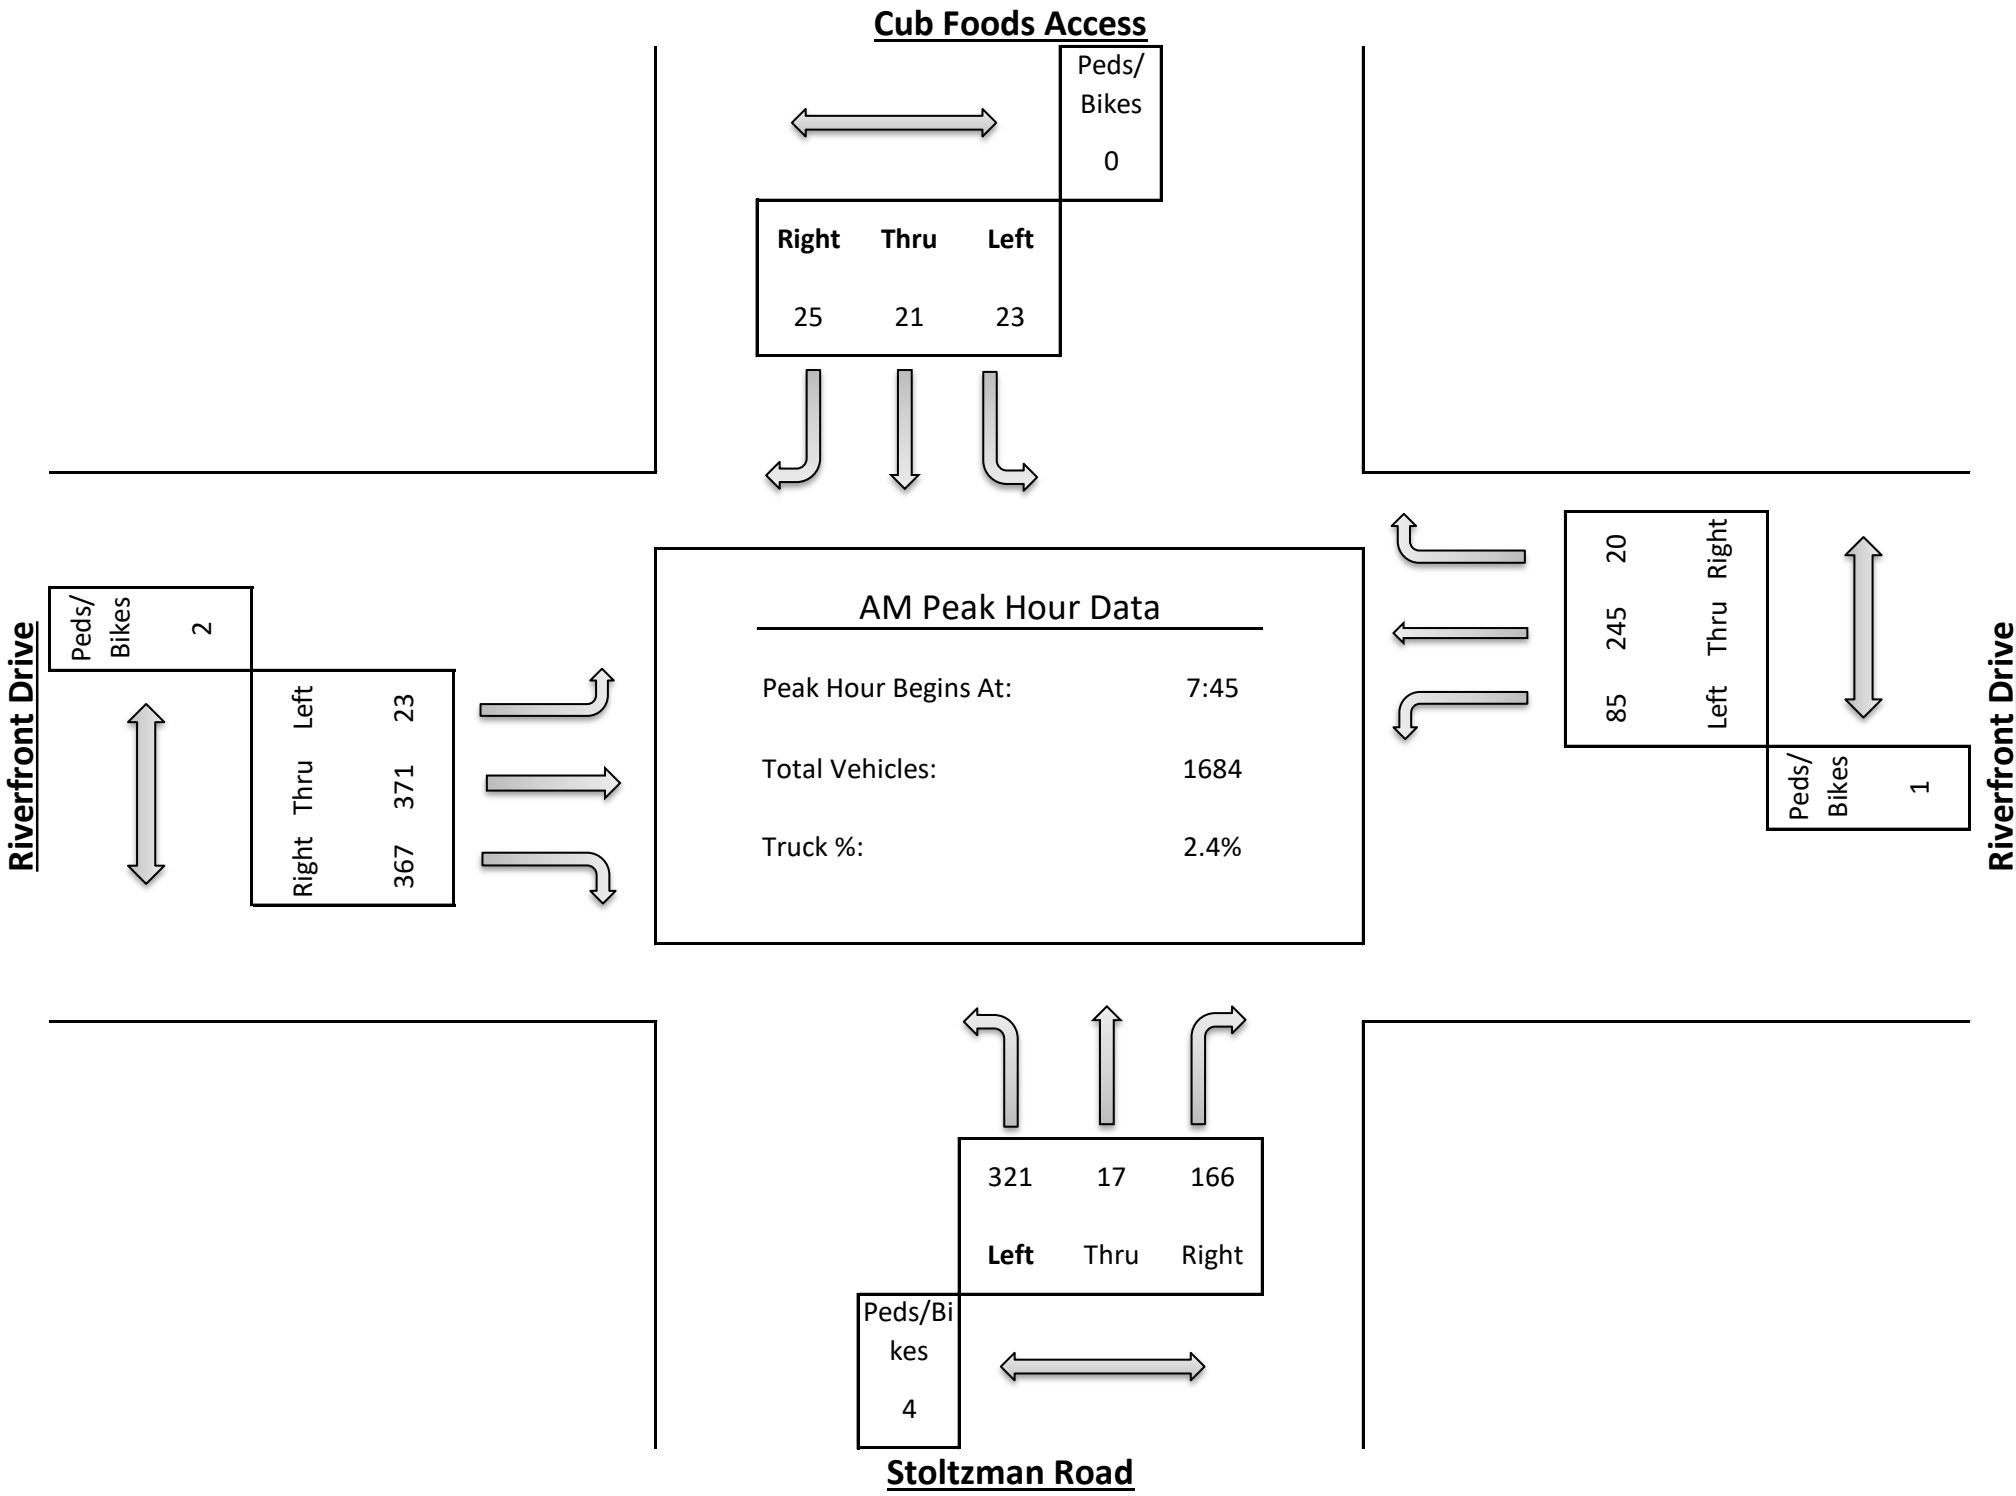 Cub Foods Access
Peds/
Bikes
0
Right Thru Left
25 21 23
Riverfront Drive
Peds/
Bikes
2
Left 23
Thru 371
Right 367
AM Peak Hour Data
Peak Hour Begins At: 7:45
Total Vehicles: 1684
Truck %: 2.4%
20 Right
245 Thru
85 Left
Peds/
Bikes
1
Riverfront Drive
321 17 166
Left Thru Right
Peds/Bi
kes
4
Stoltzman Road